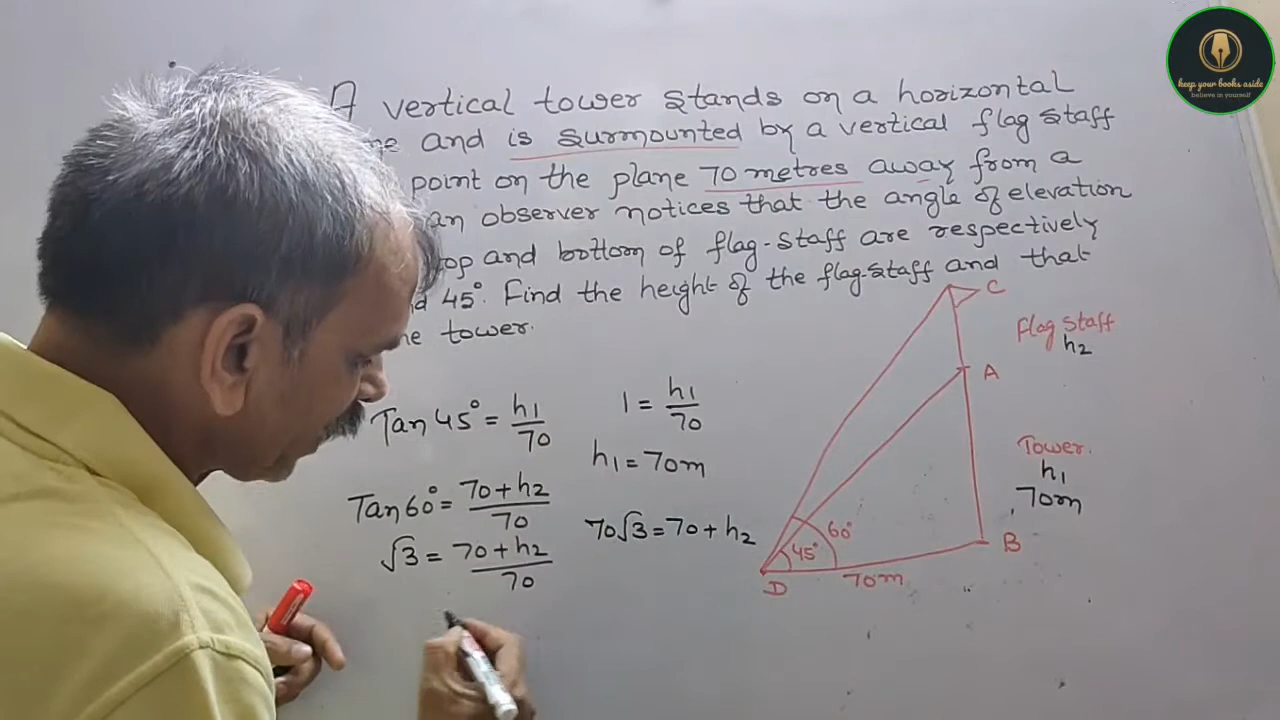 A vertical tower stands on a horizontal
and is surmounted by a vertical flag staff
point on the plane 70 metres away from a
an observer notices that the angle of elevation
and bottom of flag-staff are respectively
45°. Find the height of the flag-staff and that
tower.
Tan 45° = h1/70
1 = h1/70
h1 = 70m
Tan 60° = 70+h2/70
√3 = 70+h2/70
70√3 = 70+h2
C
Flag Staff
h2
A
Tower.
h1
70m
60°
45°
B
70m
D
keep your books aside
believe in yourself